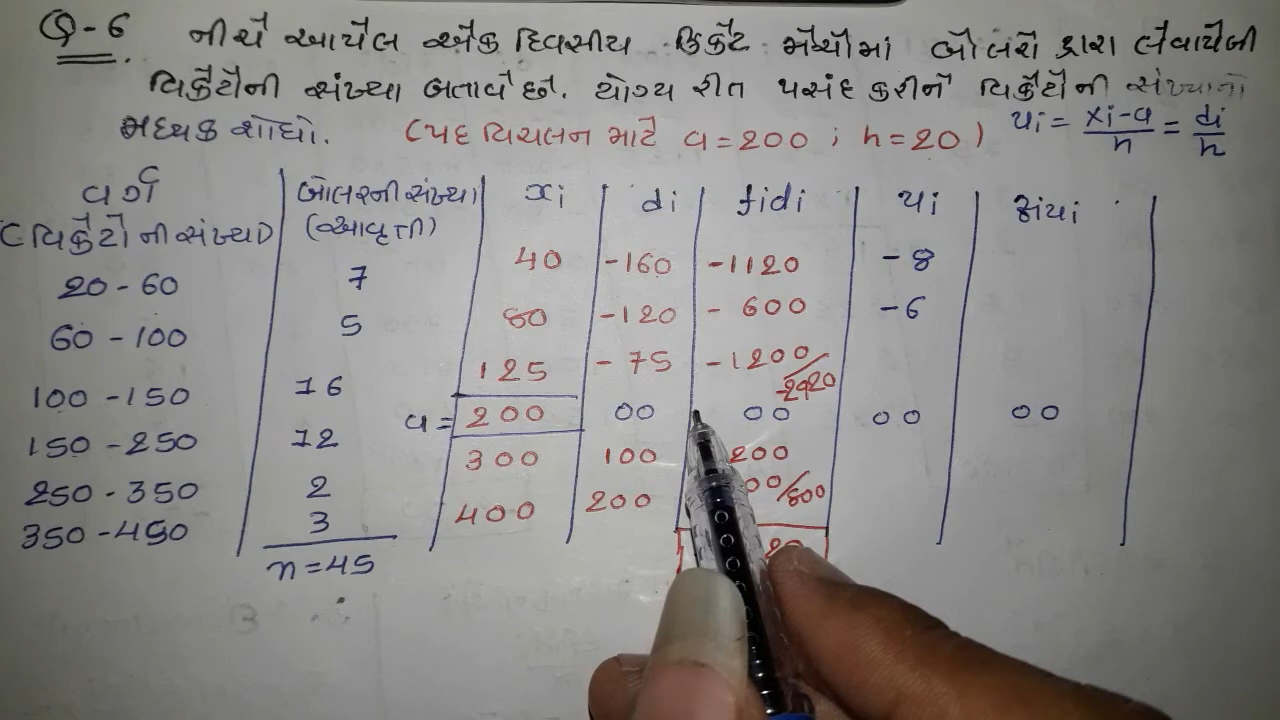 Q-6 નીચે આપેલ એક દિવસીય ક્રિકેટ મેચોમાં બોલરો દ્વારા લેવાયેલી
વિકેટોની સંખ્યા બતાવે છે. યોગ્ય રીત પસંદ કરીને વિકેટોની સંખ્યાનો
મધ્યક શોધો. (પદ વિચલન માટે a = 200 ; h = 20) ui = xi-a/h = di/h
વર્ગ (વિકેટોની સંખ્યા) બોલરની સંખ્યા (આવૃત્તી) xi di fidi ui fiui
20 - 60 7 40 -160 -1120 -8
60 - 100 5 80 -120 -600 -6
100 - 150 16 125 -75 -1200/-2920
150 - 250 12 a = 200 00 00 00 00
250 - 350 2 300 100 200
350 - 450 3 400 200 00/800
n = 45